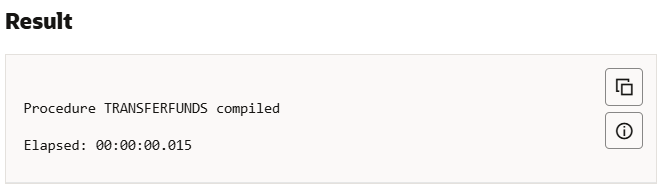 Result
Procedure TRANSFERFUNDS compiled
Elapsed: 00:00:00.015